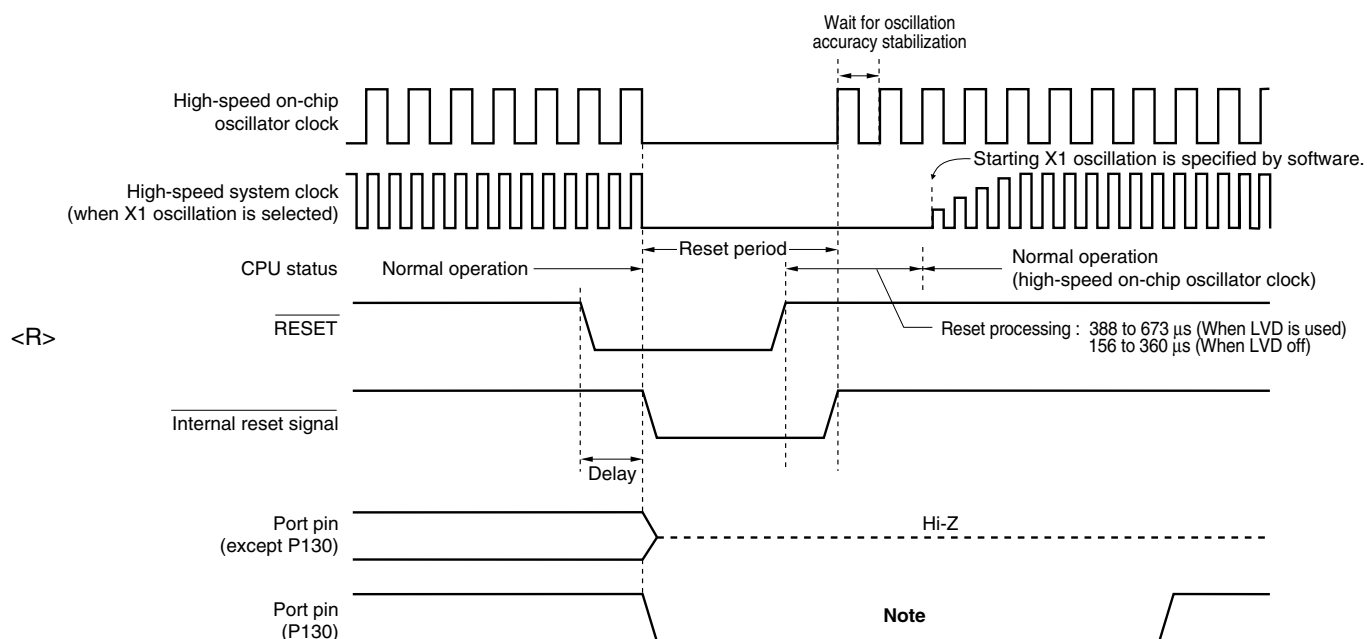 Wait for oscillation
accuracy stabilization
High-speed on-chip
oscillator clock
Starting X1 oscillation is specified by software.
High-speed system clock
(when X1 oscillation is selected)
Reset period
CPU status
Normal operation
Normal operation
(high-speed on-chip oscillator clock)
RESET
<R>
Reset processing : 388 to 673 μs (When LVD is used)
156 to 360 μs (When LVD off)
Internal reset signal
Delay
Port pin
(except P130)
Hi-Z
Port pin
(P130)
Note